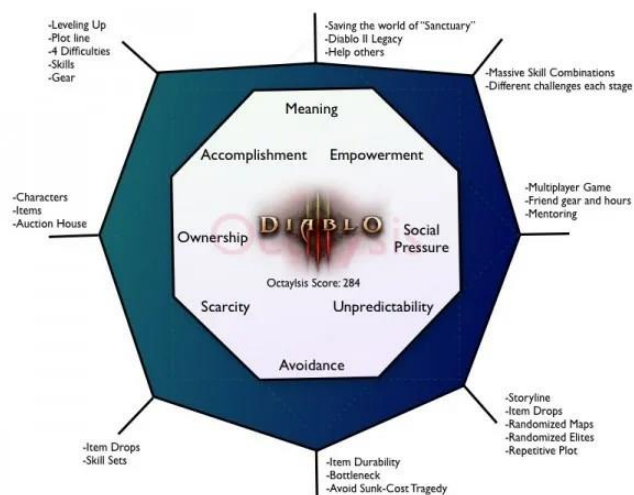 -Leveling Up
-Plot line
-4 Difficulties
-Skills
-Gear
-Saving the world of "Sanctuary"
-Diablo II Legacy
-Help others
-Massive Skill Combinations
-Different challenges each stage
Meaning
Accomplishment
Empowerment
-Characters
-Items
-Auction House
Ownership
DIABLO
III
Octalysis
Social
Pressure
-Multiplayer Game
-Friend gear and hours
-Mentoring
Octaylsis Score: 284
Scarcity
Unpredictability
Avoidance
-Item Drops
-Skill Sets
-Item Durability
-Bottleneck
-Avoid Sunk-Cost Tragedy
-Storyline
-Item Drops
-Randomized Maps
-Randomized Elites
-Repetitive Plot